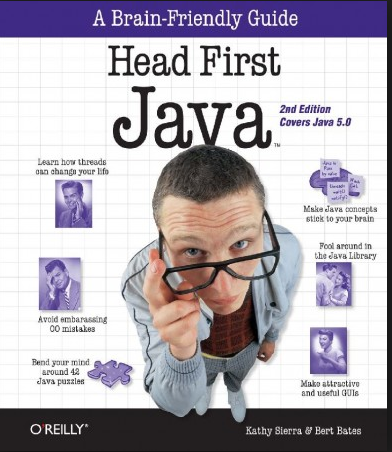 A Brain-Friendly Guide
Head First
Java™
2nd Edition
Covers Java 5.0
Learn how threads
can change your life
Make Java concepts
stick to your brain
Fool around in
the Java Library
Avoid embarassing
OO mistakes
Bend your mind
around 42
Java puzzles
Make attractive
and useful GUIs
O'REILLY®
Kathy Sierra & Bert Bates